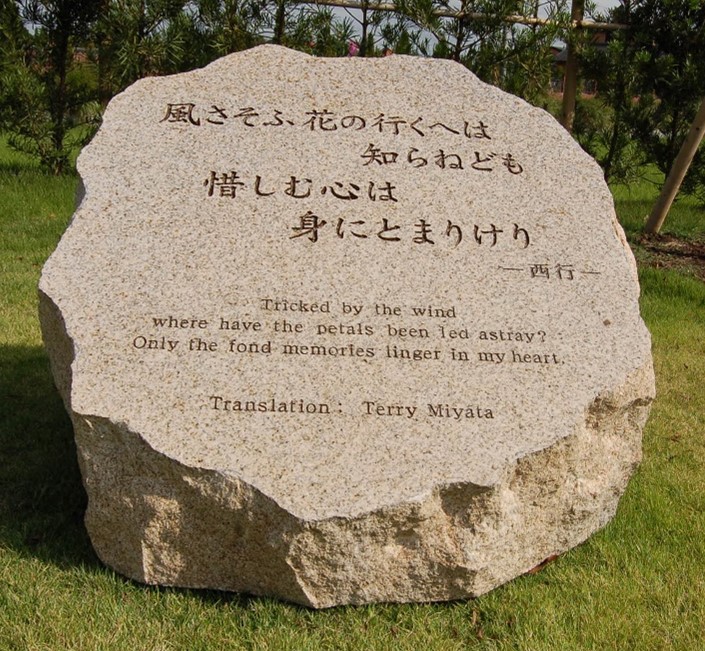 風さそふ花の行くへは
知らねども
惜しむ心は
身にとまりけり
―西行―
Tricked by the wind
where have the petals been led astray?
Only the fond memories linger in my heart.
Translation： Terry Miyata